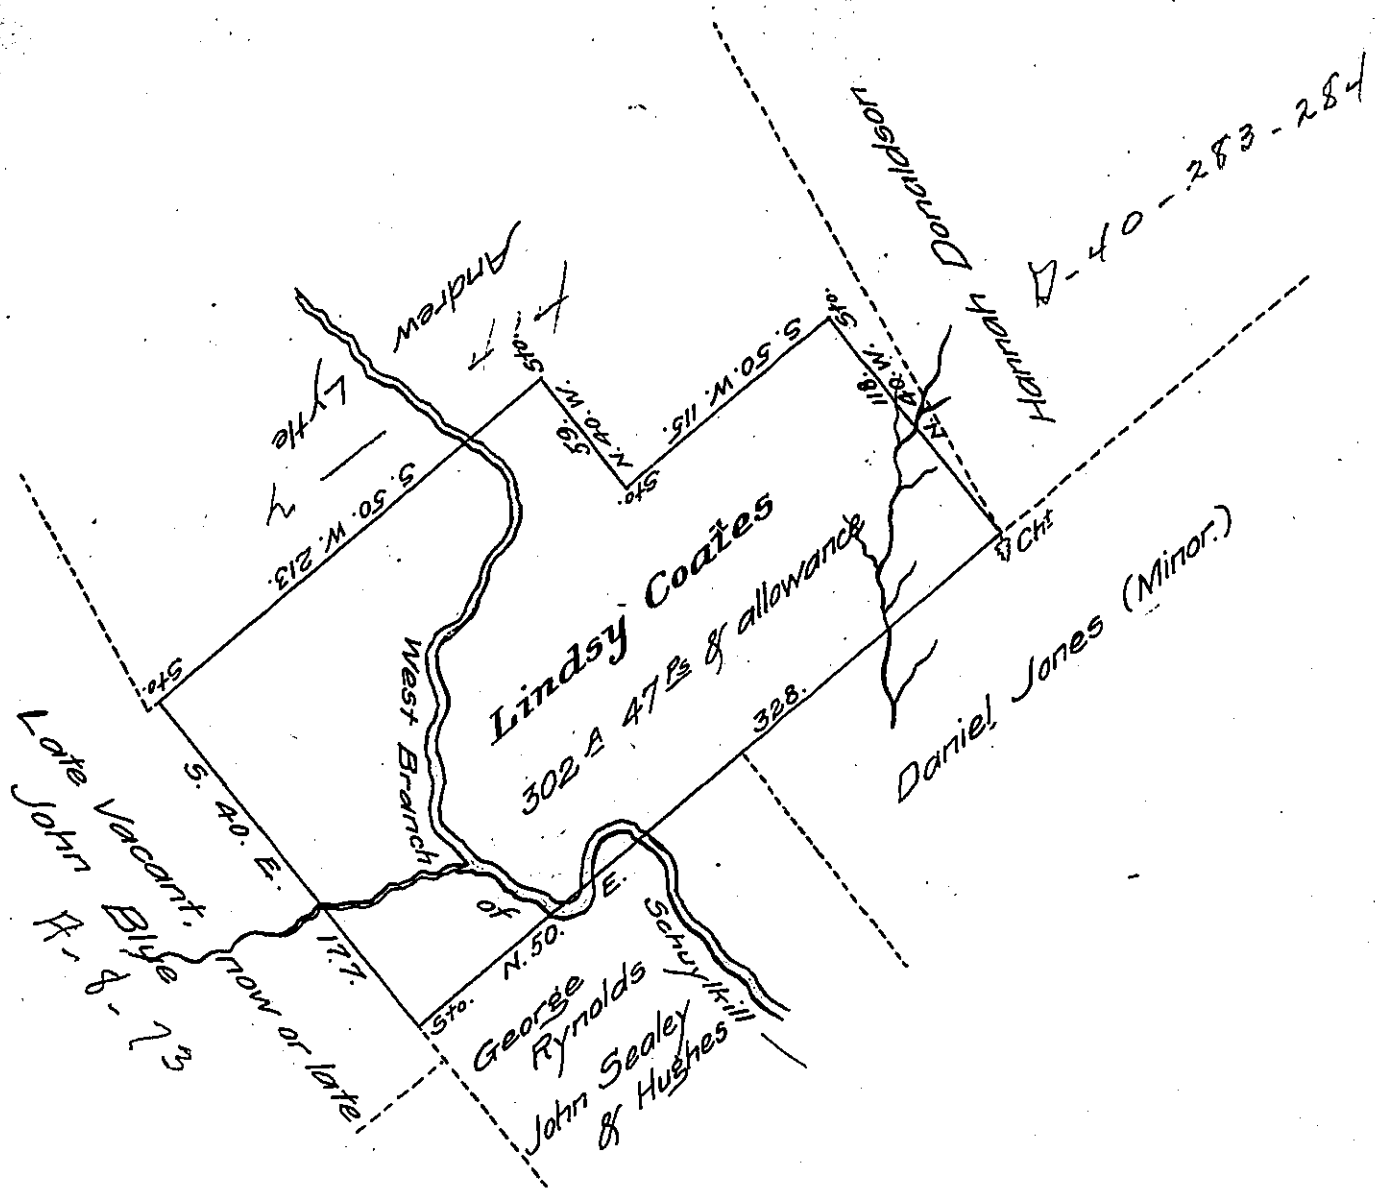 Hannah Donaldson
D-40-283-284
Andrew
Lytle
Sto.
S. 50. W. 213.
Sto.
N. 40. W.
59.
Sto.
S. 50. W. 115.
Sto.
N. 40. W.
118.
Cht
Lindsy Coates
302 A 47 Ps & allowance
West Branch
of
Schuylkill
N. 50. E. 328.
Daniel Jones (Minor.)
S. 40. E. 177.
Sto.
Late vacant,
now or late
John Blye
A-8-73
George
Rynolds
John Sealey
& Hughes